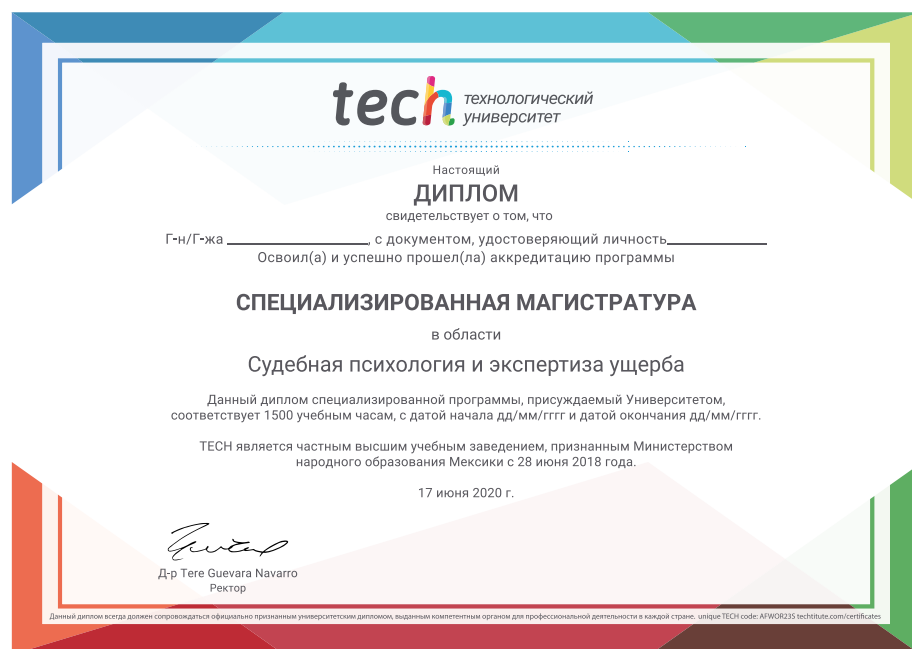 tech технологический
университет
Настоящий
ДИПЛОМ
свидетельствует о том, что
Г-н/Г-жа ____________________, с документом, удостоверяющий личность______________
Освоил(а) и успешно прошел(ла) аккредитацию программы
СПЕЦИАЛИЗИРОВАННАЯ МАГИСТРАТУРА
в области
Судебная психология и экспертиза ущерба
Данный диплом специализированной программы, присуждаемый Университетом,
соответствует 1500 учебным часам, с датой начала дд/мм/гггг и датой окончания дд/мм/гггг.
TECH является частным высшим учебным заведением, признанным Министерством
народного образования Мексики с 28 июня 2018 года.
17 июня 2020 г.
Д-р Tere Guevara Navarro
Ректор
Данный диплом всегда должен сопровождаться официально признанным университетским дипломом, выданным компетентным органом для профессиональной деятельности в каждой стране. unique TECH code: AFWOR23S techtitute.com/certificates